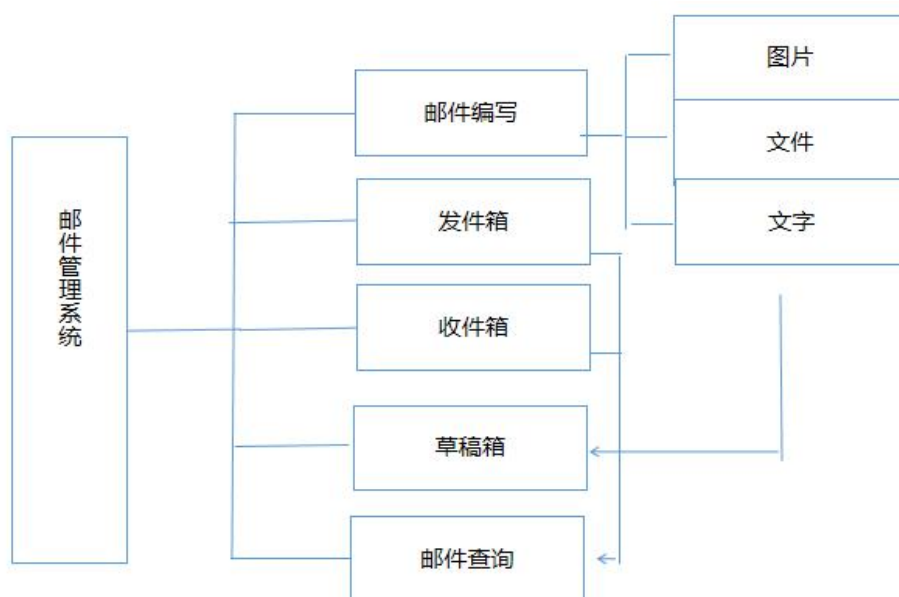 邮件管理系统
邮件编写
发件箱
收件箱
草稿箱
邮件查询
图片
文件
文字